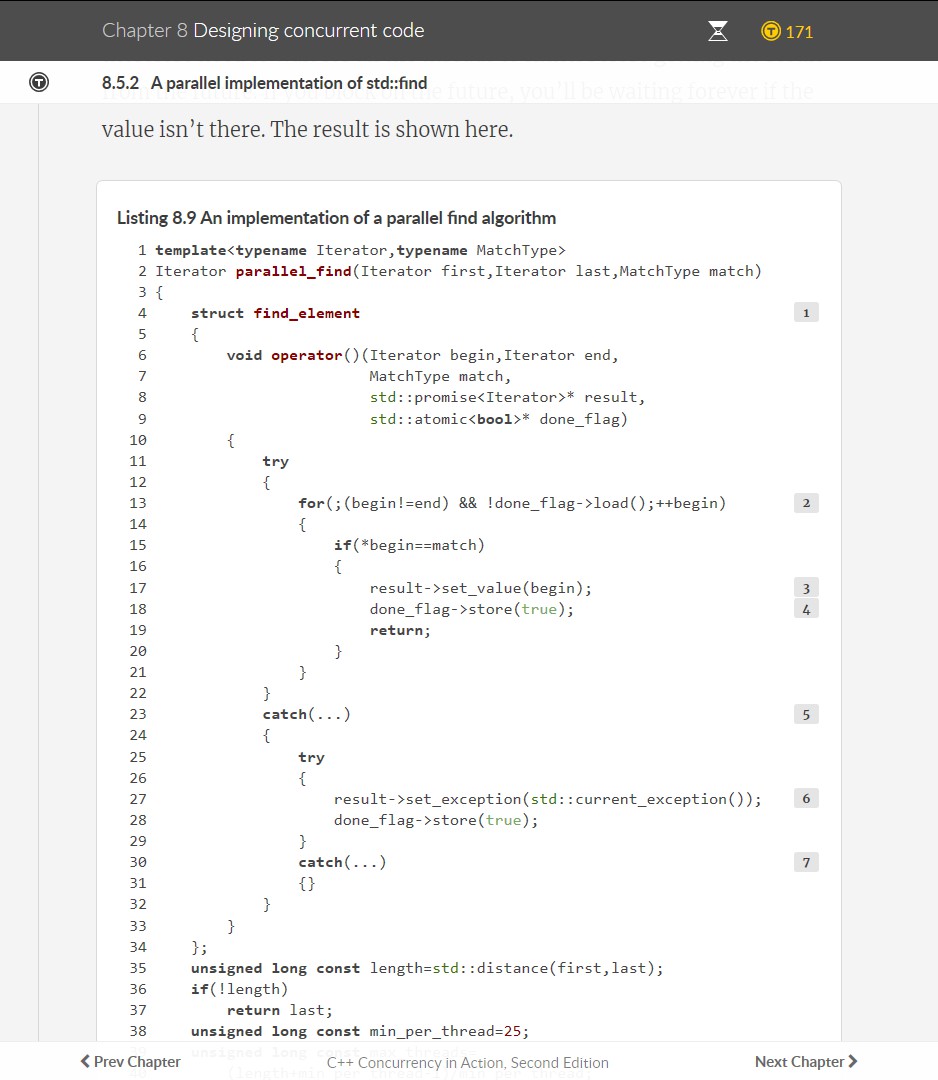 Chapter 8 Designing concurrent code
171
8.5.2 A parallel implementation of std::find
the future, you'll be waiting forever if the
value isn't there. The result is shown here.
Listing 8.9 An implementation of a parallel find algorithm
1 template<typename Iterator,typename MatchType>
2 Iterator parallel_find(Iterator first,Iterator last,MatchType match)
3 {
4     struct find_element 1
5     {
6         void operator()(Iterator begin,Iterator end,
7                         MatchType match,
8                         std::promise<Iterator>* result,
9                         std::atomic<bool>* done_flag)
10         {
11             try
12             {
13                 for(;(begin!=end) && !done_flag->load();++begin) 2
14                 {
15                     if(*begin==match)
16                     {
17                         result->set_value(begin); 3
18                         done_flag->store(true); 4
19                         return;
20                     }
21                 }
22             }
23             catch(...) 5
24             {
25                 try
26                 {
27                     result->set_exception(std::current_exception()); 6
28                     done_flag->store(true);
29                 }
30                 catch(...) 7
31                 {}
32             }
33         }
34     };
35     unsigned long const length=std::distance(first,last);
36     if(!length)
37         return last;
38     unsigned long const min_per_thread=25;
Prev Chapter
C++ Concurrency in Action, Second Edition
Next Chapter